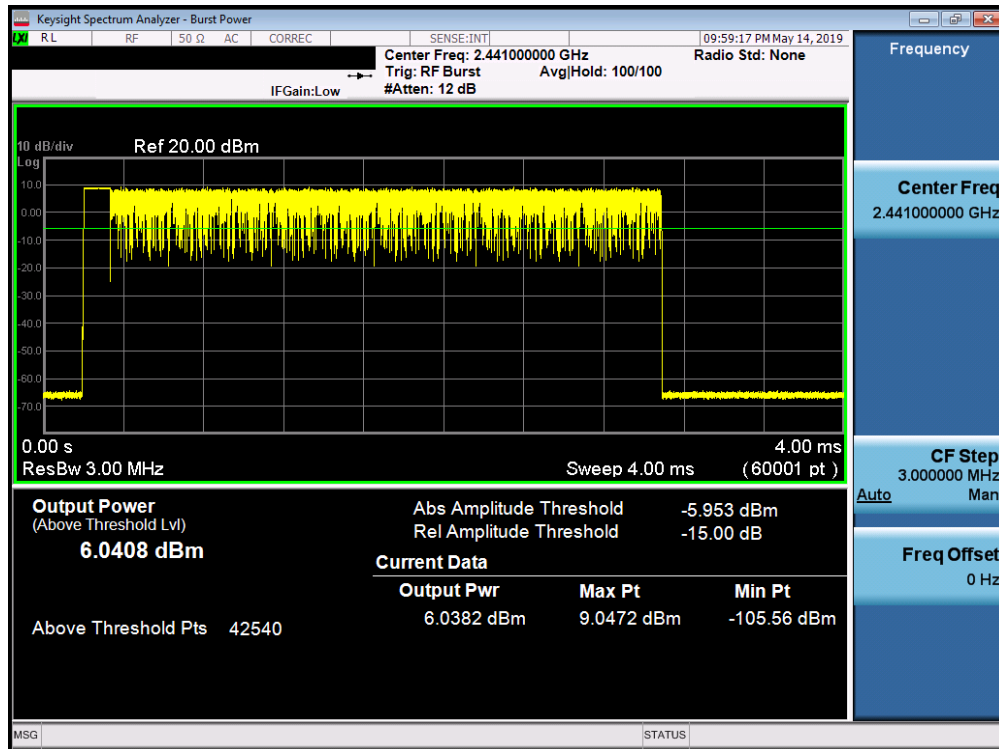 Keysight Spectrum Analyzer - Burst Power
LXI RL RF 50 Ω AC CORREC SENSE:INT 09:59:17 PM May 14, 2019
Center Freq: 2.441000000 GHz Radio Std: None
Trig: RF Burst Avg|Hold: 100/100
IFGain:Low #Atten: 12 dB
10 dB/div Ref 20.00 dBm
Log
10.0
0.00
-10.0
-20.0
-30.0
-40.0
-50.0
-60.0
-70.0
0.00 s 4.00 ms
ResBw 3.00 MHz Sweep 4.00 ms (60001 pt)
Output Power
(Above Threshold Lvl)
6.0408 dBm
Above Threshold Pts 42540
Abs Amplitude Threshold -5.953 dBm
Rel Amplitude Threshold -15.00 dB
Current Data
Output Pwr Max Pt Min Pt
6.0382 dBm 9.0472 dBm -105.56 dBm
Frequency
Center Freq
2.441000000 GHz
CF Step
3.000000 MHz
Auto Man
Freq Offset
0 Hz
MSG STATUS